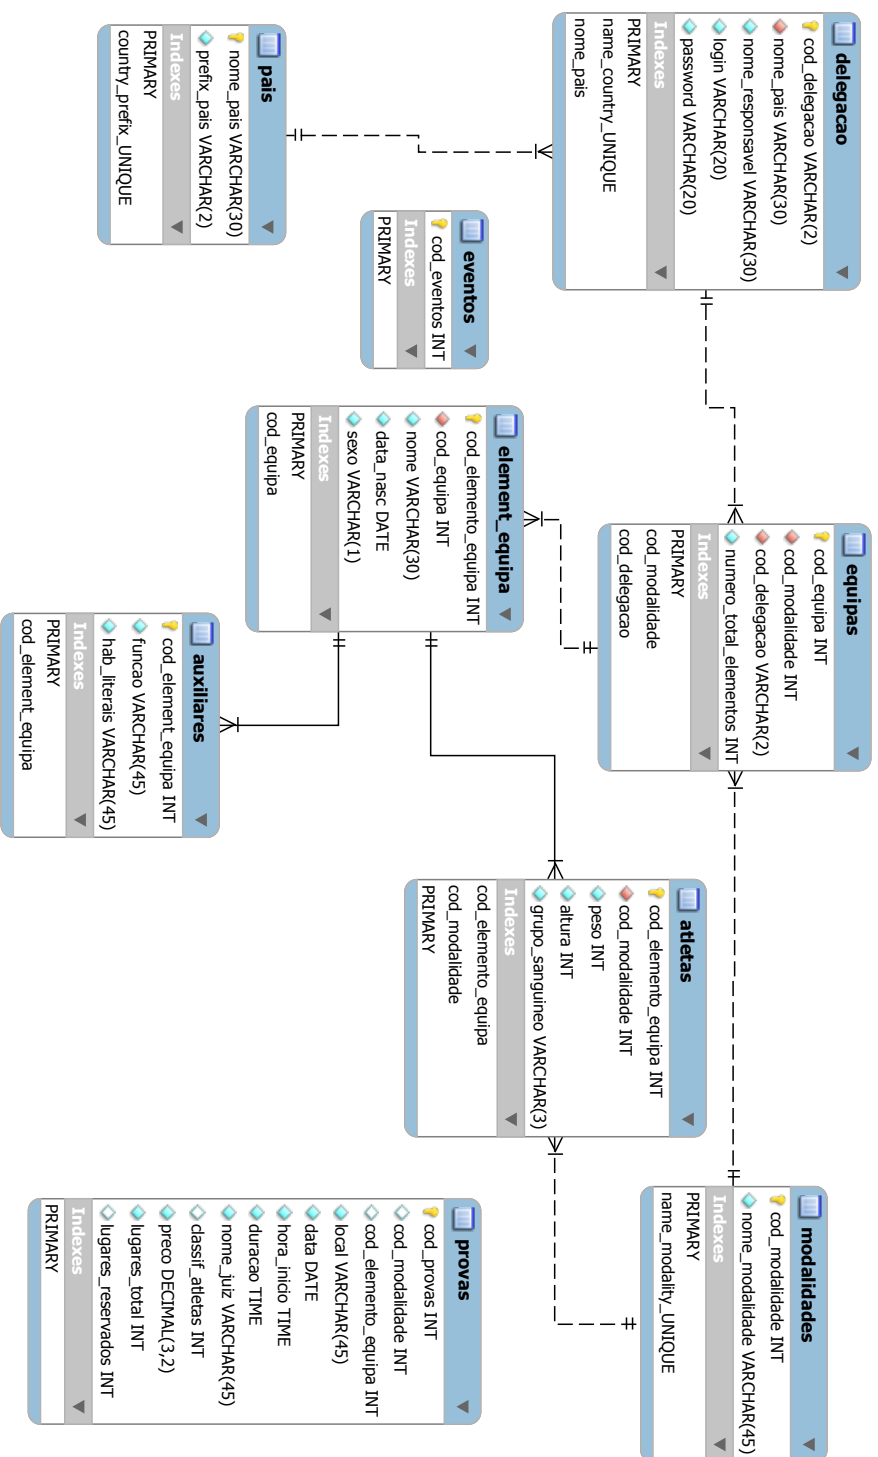 delegacao
cod_delegacao VARCHAR(2)
nome_pais VARCHAR(30)
nome_responsavel VARCHAR(30)
login VARCHAR(20)
password VARCHAR(20)
Indexes
PRIMARY
name_country_UNIQUE
nome_pais
pais
nome_pais VARCHAR(30)
prefix_pais VARCHAR(2)
Indexes
PRIMARY
country_prefix_UNIQUE
eventos
cod_eventos INT
Indexes
PRIMARY
equipas
cod_equipa INT
cod_modalidade INT
cod_delegacao VARCHAR(2)
numero_total_elementos INT
Indexes
PRIMARY
cod_modalidade
cod_delegacao
element_equipa
cod_elemento_equipa INT
cod_equipa INT
nome VARCHAR(30)
data_nasc DATE
sexo VARCHAR(1)
Indexes
PRIMARY
cod_equipa
auxiliares
cod_element_equipa INT
funcao VARCHAR(45)
hab_literais VARCHAR(45)
Indexes
PRIMARY
cod_element_equipa
atletas
cod_elemento_equipa INT
cod_modalidade INT
peso INT
altura INT
grupo_sanguineo VARCHAR(3)
Indexes
cod_elemento_equipa
cod_modalidade
PRIMARY
modalidades
cod_modalidade INT
nome_modalidade VARCHAR(45)
Indexes
PRIMARY
name_modality_UNIQUE
provas
cod_provas INT
cod_modalidade INT
cod_elemento_equipa INT
local VARCHAR(45)
data DATE
hora_inicio TIME
duracao TIME
nome_juiz VARCHAR(45)
classif_atletas INT
preco DECIMAL(3,2)
lugares_total INT
lugares_reservados INT
Indexes
PRIMARY